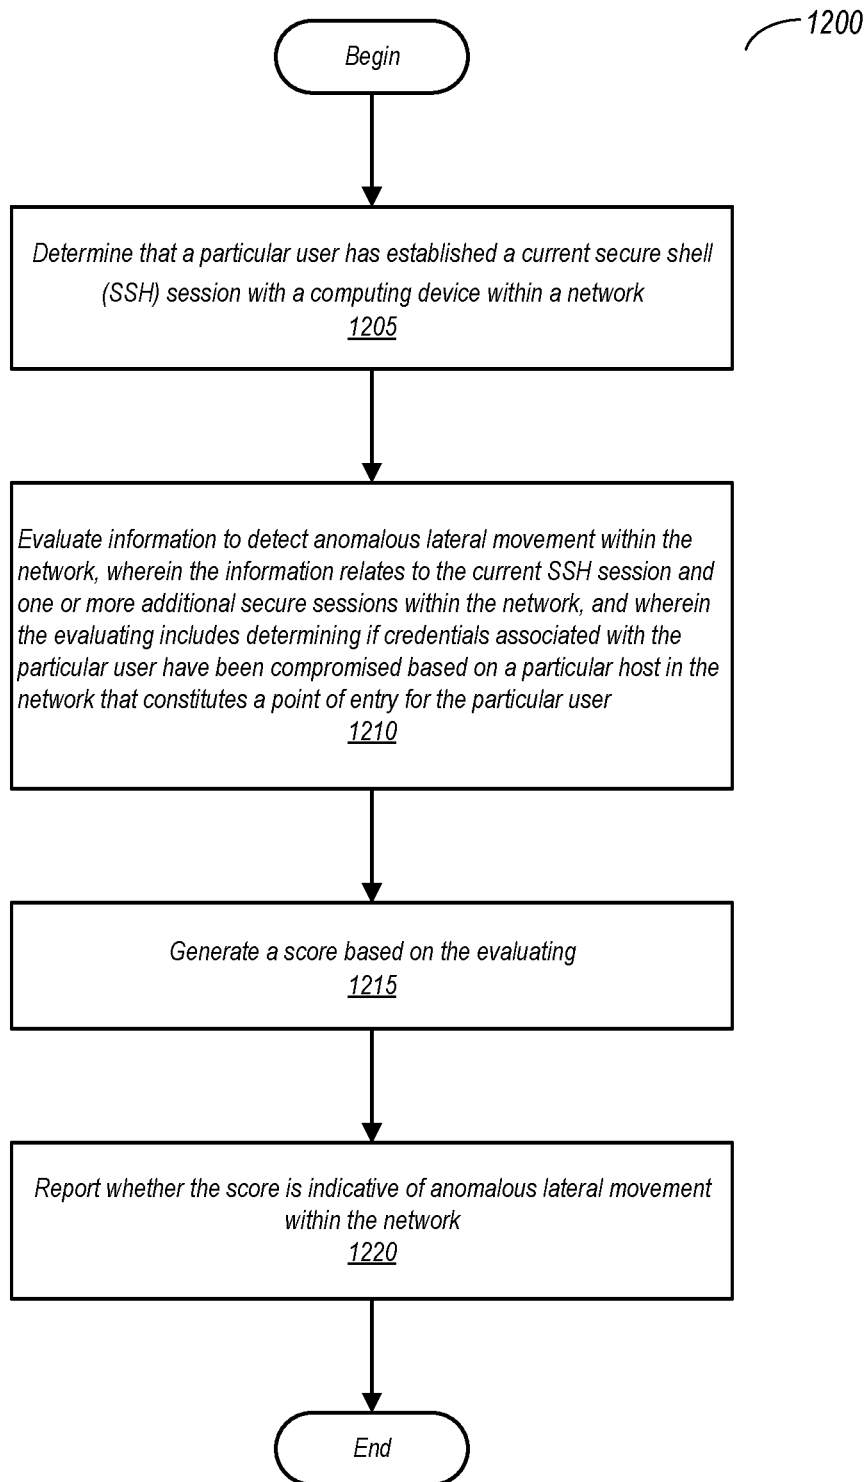 1200
Begin
Determine that a particular user has established a current secure shell
(SSH) session with a computing device within a network
1205
Evaluate information to detect anomalous lateral movement within the
network, wherein the information relates to the current SSH session and
one or more additional secure sessions within the network, and wherein
the evaluating includes determining if credentials associated with the
particular user have been compromised based on a particular host in the
network that constitutes a point of entry for the particular user
1210
Generate a score based on the evaluating
1215
Report whether the score is indicative of anomalous lateral movement
within the network
1220
End